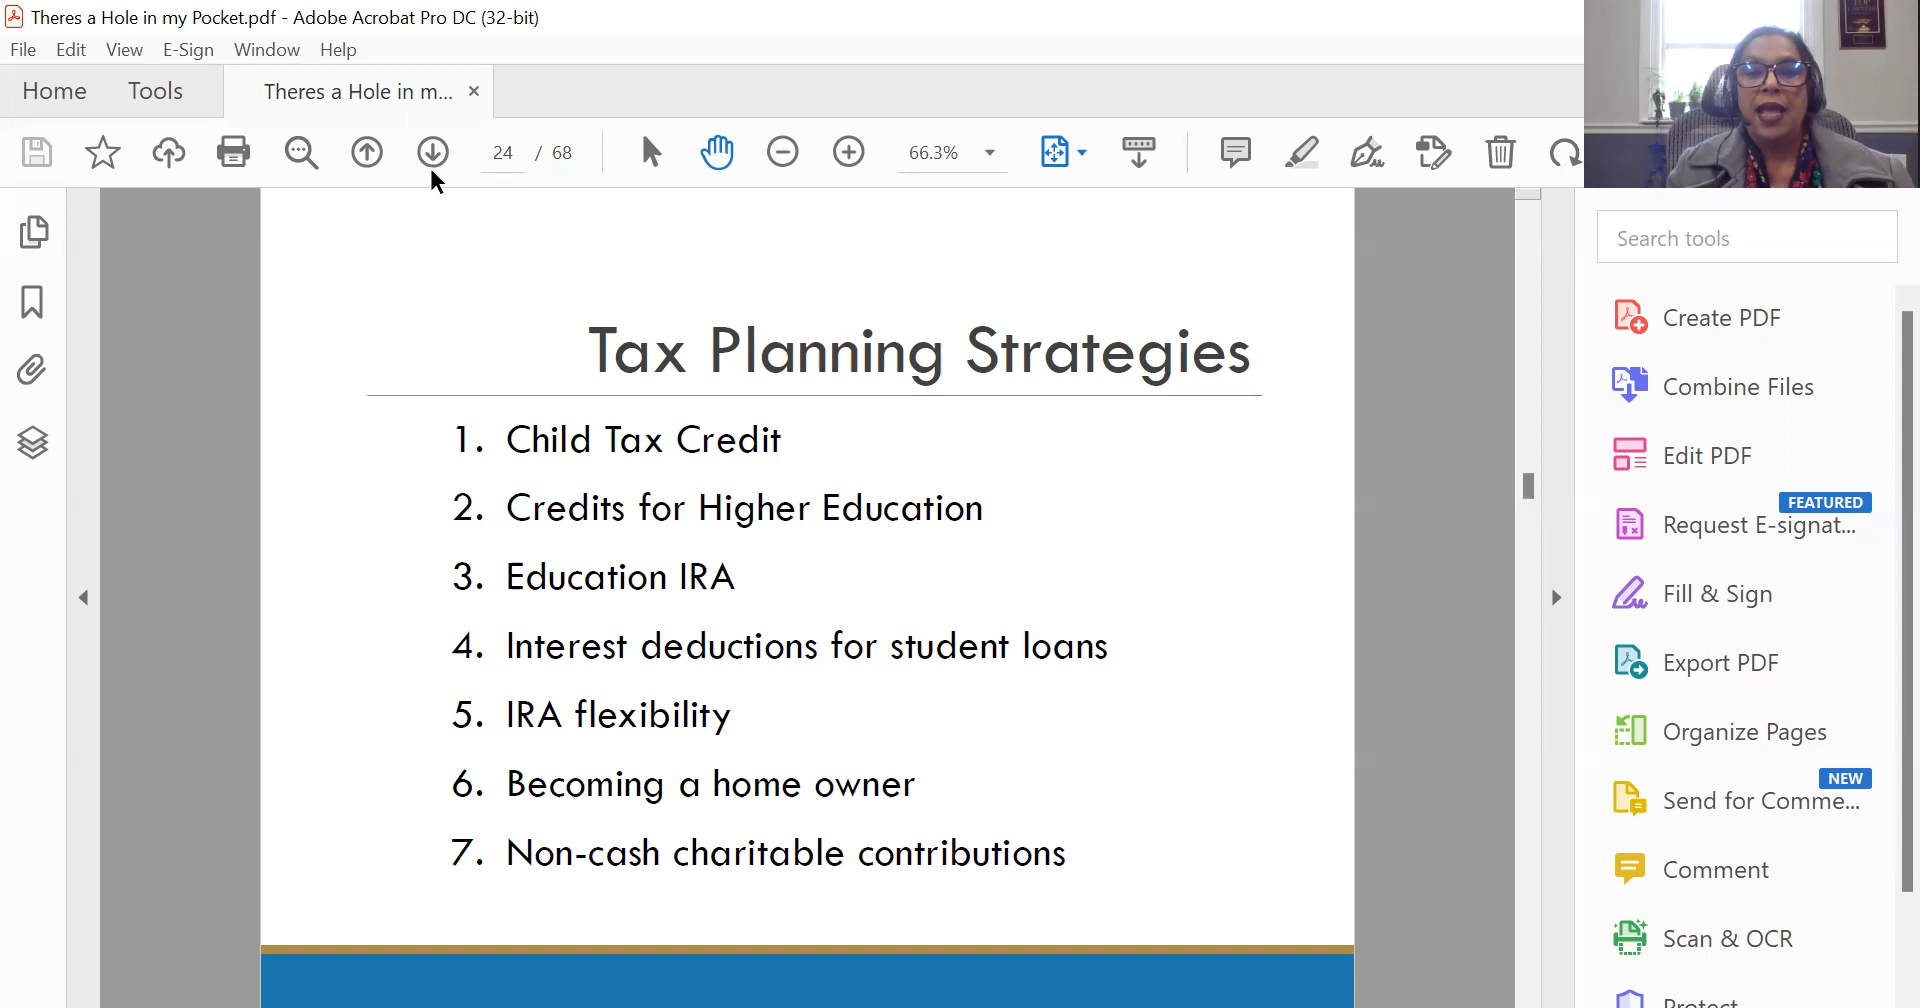 Theres a Hole in my Pocket.pdf - Adobe Acrobat Pro DC (32-bit)
File Edit View E-Sign Window Help
Home Tools Theres a Hole in m... ×
24 / 68 66.3%
Search tools
Tax Planning Strategies
1. Child Tax Credit
2. Credits for Higher Education
3. Education IRA
4. Interest deductions for student loans
5. IRA flexibility
6. Becoming a home owner
7. Non-cash charitable contributions
Create PDF
Combine Files
Edit PDF
FEATURED
Request E-signat...
Fill & Sign
Export PDF
Organize Pages
NEW
Send for Comme...
Comment
Scan & OCR
Protect